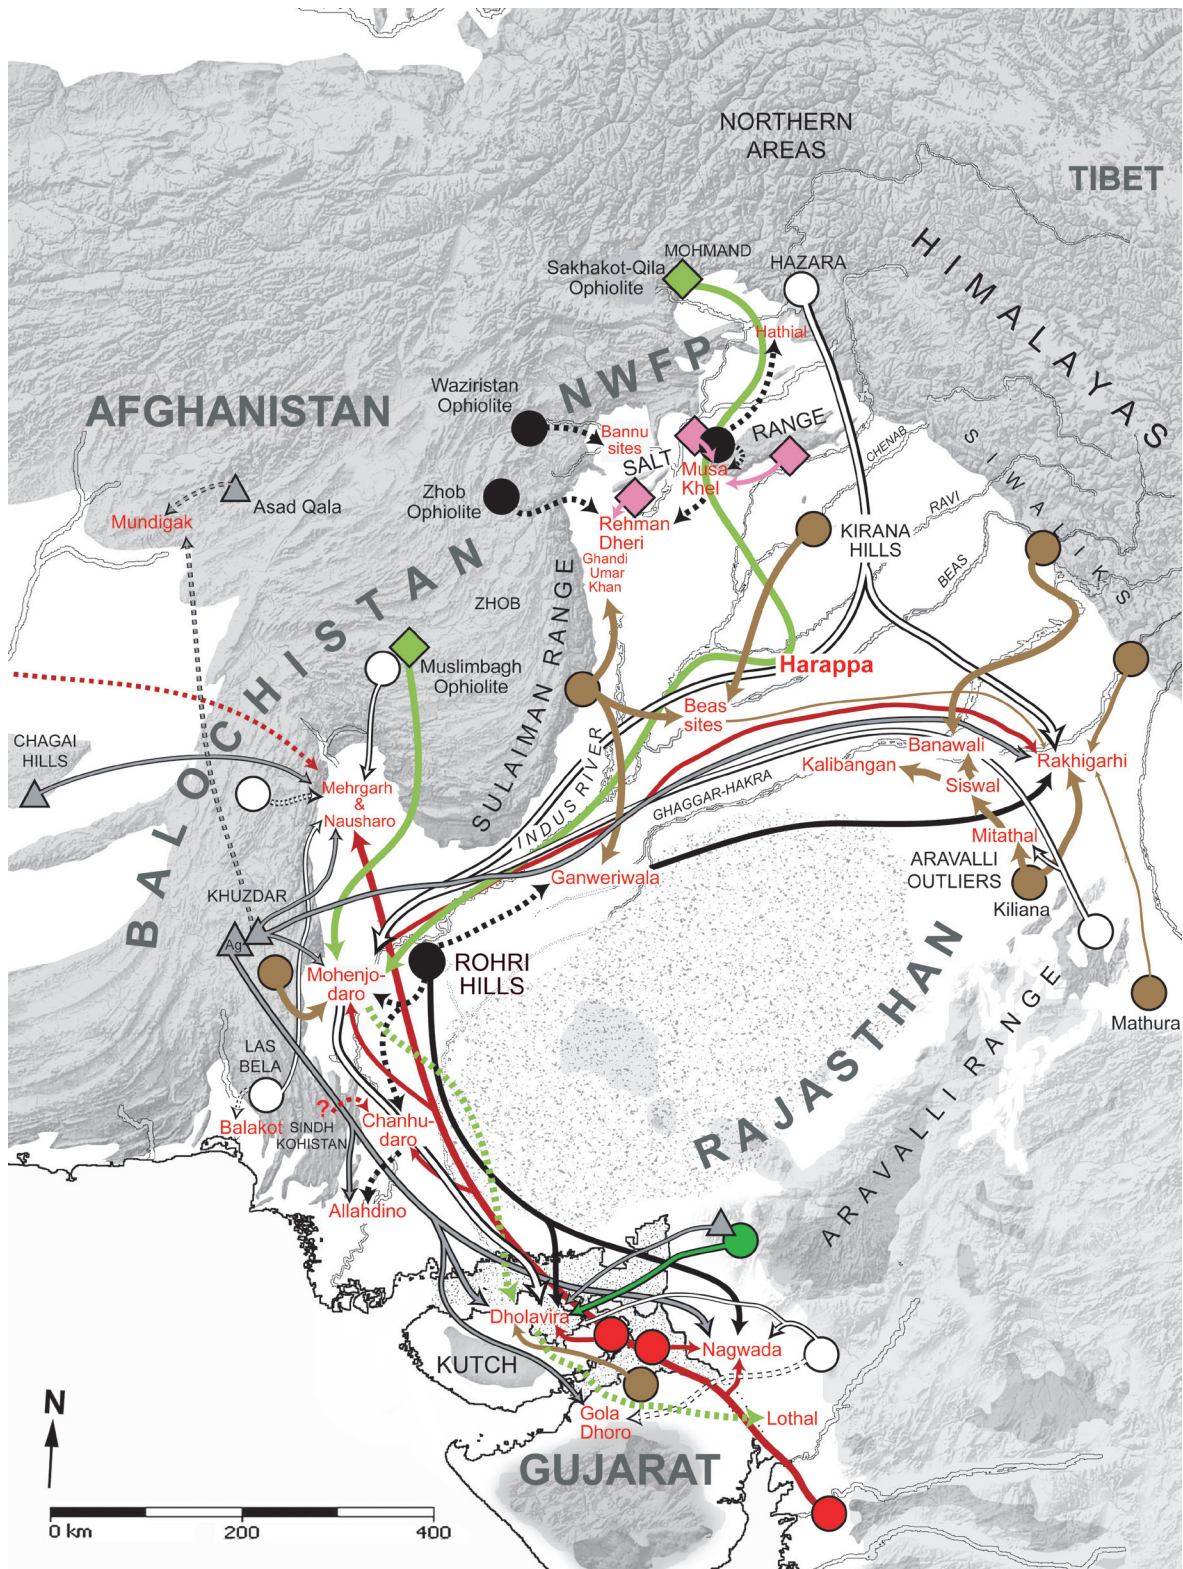 NORTHERN
AREAS
TIBET
HIMALAYAS
MOHMAND
Sakhakot-Qila
Ophiolite
HAZARA
Hathial
NWFP
Waziristan
Ophiolite
AFGHANISTAN
Bannu
sites
SALT
RANGE
CHENAB
SIWALIKS
Musa
Khel
Zhob
Ophiolite
Asad Qala
Mundigak
RAVI
Rehman
Dheri
KIRANA
HILLS
Ghandi
Umar
Khan
BEAS
ZHOB
SULAIMAN RANGE
BALOCHISTAN
Muslimbagh
Ophiolite
Harappa
Beas
sites
CHAGAI
HILLS
Banawali
Kalibangan
Rakhigarhi
Siswal
Mehrgarh
&
Nausharo
INDUS RIVER
GHAGGAR-HAKRA
Mitathal
ARAVALLI
OUTLIERS
Ganweriwala
Kiliana
KHUZDAR
Ag
ROHRI
HILLS
Mohenjo-
daro
RAJASTHAN
ARAVALLI RANGE
Mathura
LAS
BELA
?
Balakot
SINDH
KOHISTAN
Chanhu-
daro
Allahdino
Dholavira
KUTCH
Nagwada
Gola
Dhoro
Lothal
GUJARAT
N
0 km
200
400